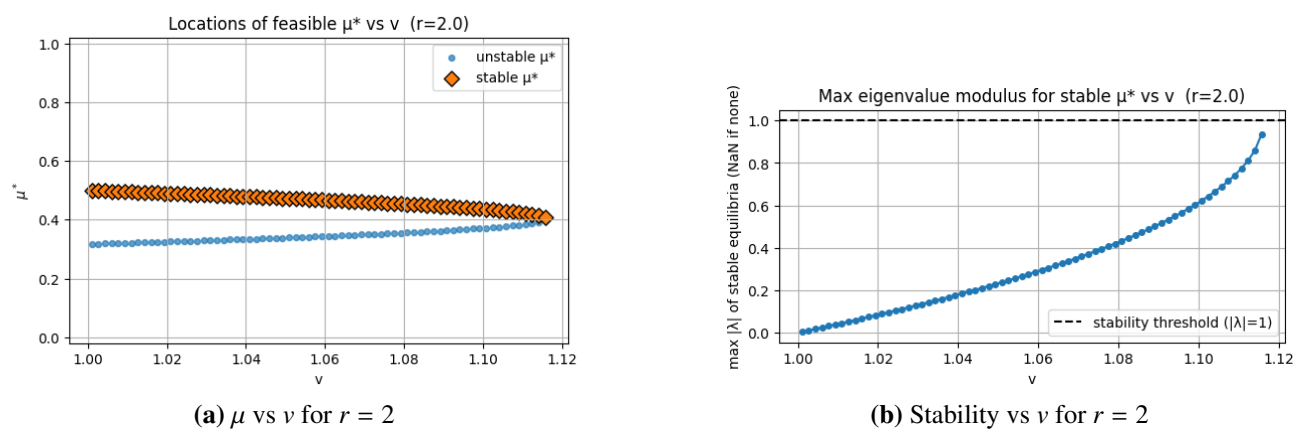 Locations of feasible μ* vs v (r=2.0)
1.0
0.8
0.6
0.4
0.2
0.0
μ*
unstable μ*
stable μ*
1.00 1.02 1.04 1.06 1.08 1.10 1.12
v
(a) μ vs v for r = 2
Max eigenvalue modulus for stable μ* vs v (r=2.0)
max |λ| of stable equilibria (NaN if none)
1.0
0.8
0.6
0.4
0.2
0.0
stability threshold (|λ|=1)
1.00 1.02 1.04 1.06 1.08 1.10 1.12
v
(b) Stability vs v for r = 2